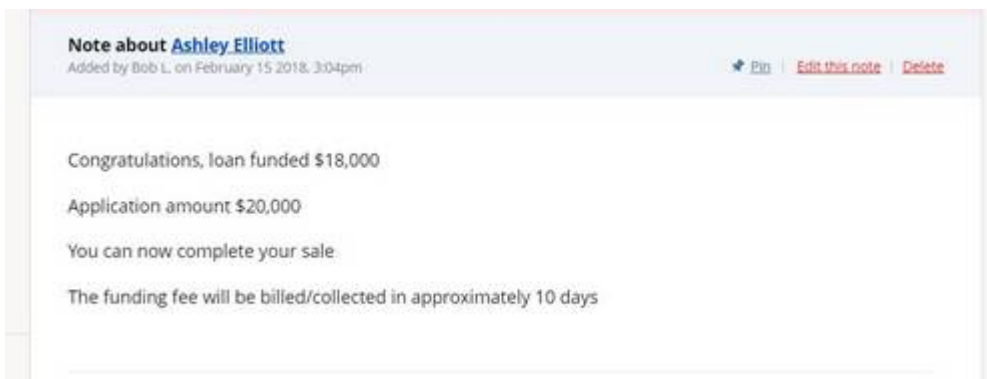 Note about Ashley Elliott
Added by Bob L. on February 15 2018, 3:04pm
Pin | Edit this note | Delete
Congratulations, loan funded $18,000
Application amount $20,000
You can now complete your sale
The funding fee will be billed/collected in approximately 10 days